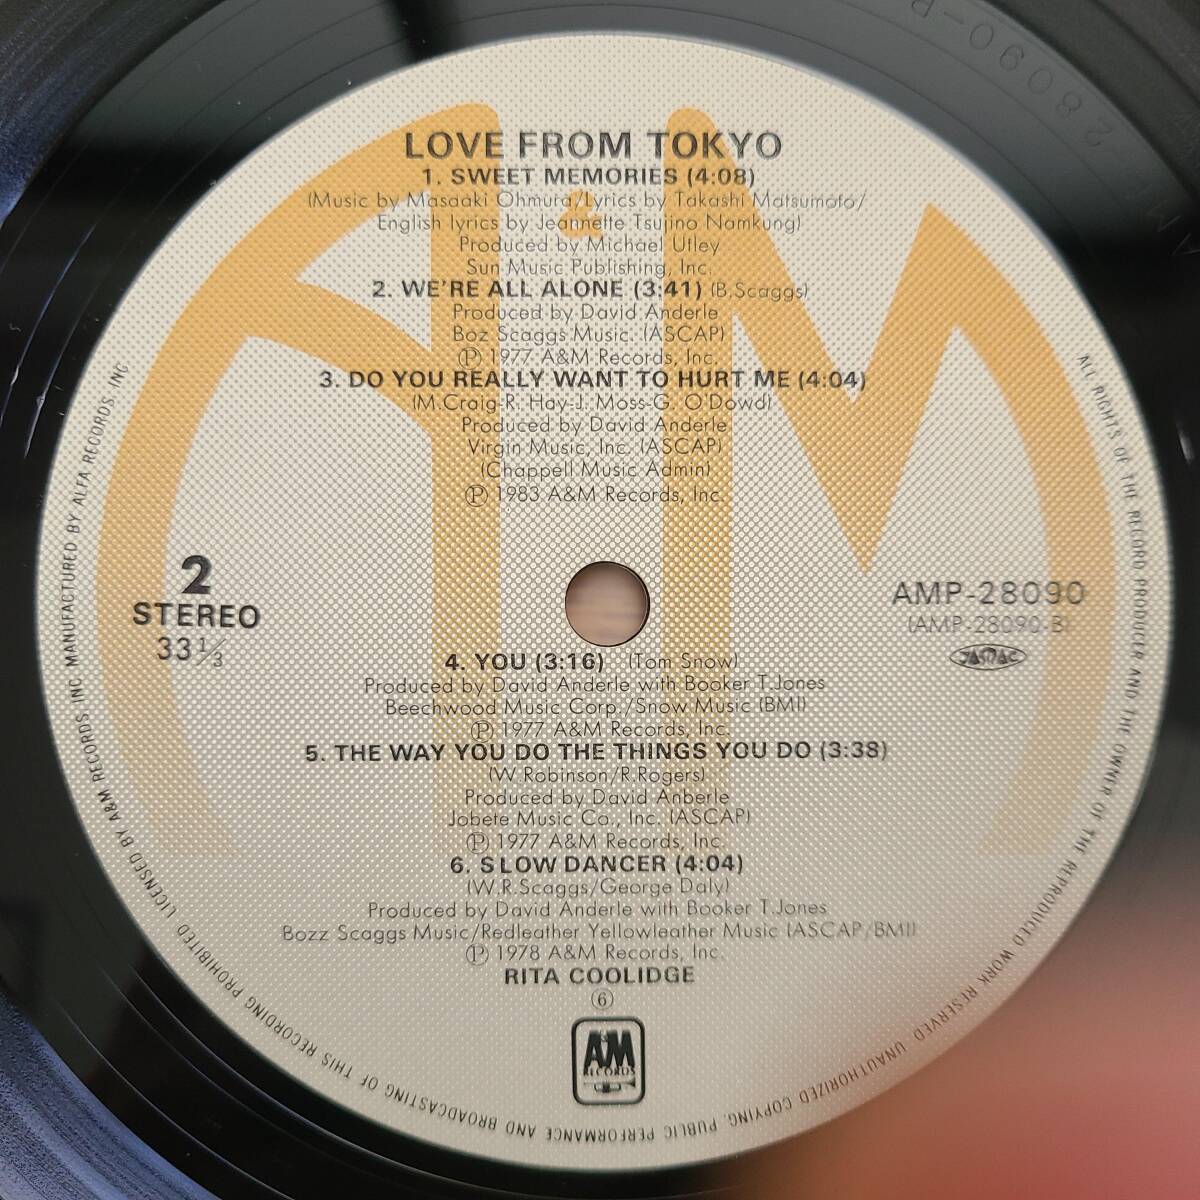 LOVE FROM TOKYO
1. SWEET MEMORIES (4:08)
(Music by Masaaki Ohmura/Lyrics by Takashi Matsumoto/
English lyrics by Jeannette Tsujino Namkung)
Produced by Michael Utley
Sun Music Publishing, Inc.
2. WE'RE ALL ALONE (3:41) (B.Scaggs)
Produced by David Anderle
Boz Scaggs Music. (ASCAP)
Ⓟ 1977 A&M Records, Inc.
3. DO YOU REALLY WANT TO HURT ME (4:04)
(M.Craig-R. Hay-J. Moss-G. O'Dowd)
Produced by David Anderle
Virgin Music, Inc. (ASCAP)
(Chappell Music Admin)
Ⓟ 1983 A&M Records, Inc.
2
STEREO
33 1/3
AMP-28090
(AMP-28090-B)
JASRAC
4. YOU (3:16) (Tom Snow)
Produced by David Anderle with Booker T.Jones
Beechwood Music Corp./Snow Music (BMI)
Ⓟ 1977 A&M Records, Inc.
5. THE WAY YOU DO THE THINGS YOU DO (3:38)
(W.Robinson/R.Rogers)
Produced by David Anberle
Jobete Music Co., Inc. (ASCAP)
Ⓟ 1977 A&M Records, Inc.
6. SLOW DANCER (4:04)
(W.R.Scaggs/George Daly)
Produced by David Anderle with Booker T.Jones
Bozz Scaggs Music/Redleather Yellowleather Music (ASCAP/BMI)
Ⓟ 1978 A&M Records, Inc.
RITA COOLIDGE
⑥
A&M
RECORDS
ALL RIGHTS OF THE RECORD PRODUCER AND THE OWNER OF THE REPRODUCED WORK RESERVED. UNAUTHORIZED COPYING, PUBLIC PERFORMANCE AND BROADCASTING OF THIS RECORDING PROHIBITED LICENSED BY A&M RECORDS, INC MANUFACTURED BY ALFA RECORDS, INC
A&M
28090-B